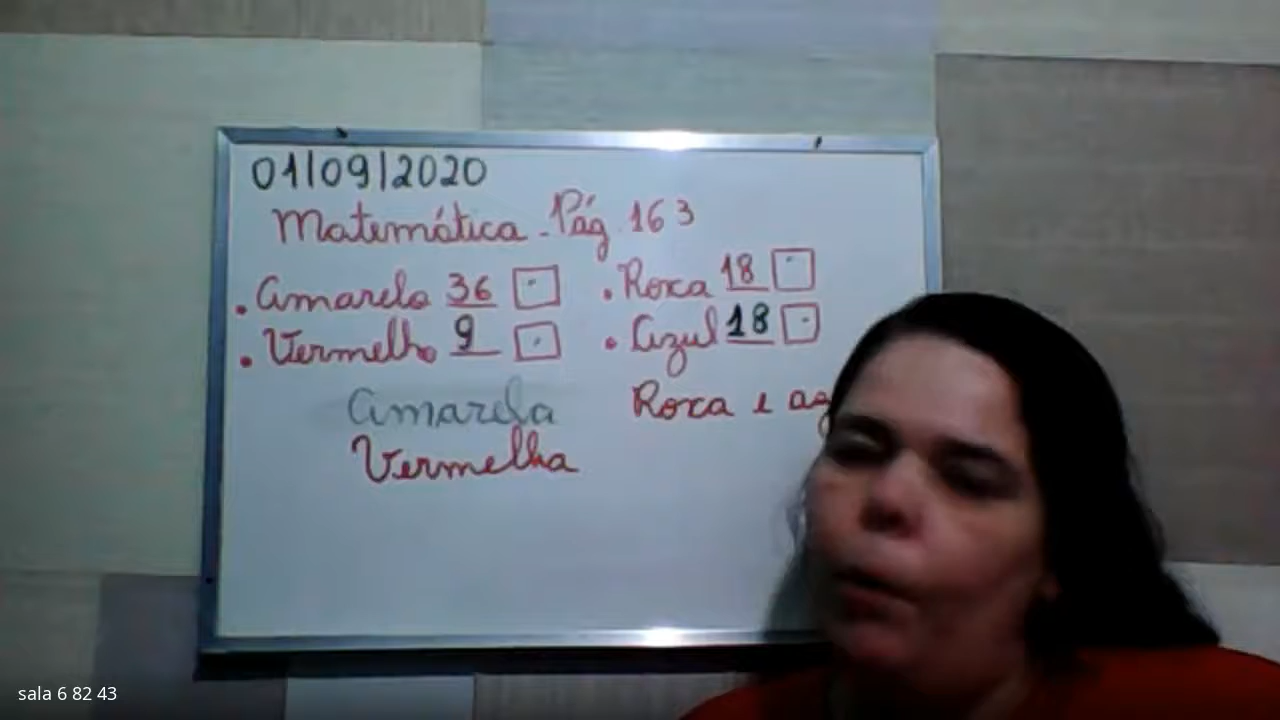 01/09/2020
Matemática - Pág. 163
. Amarelo 36 . Roxa 18
. Vermelho 9 . Azul 18
Amarela Roxa e
Vermelha
sala 6 82 43